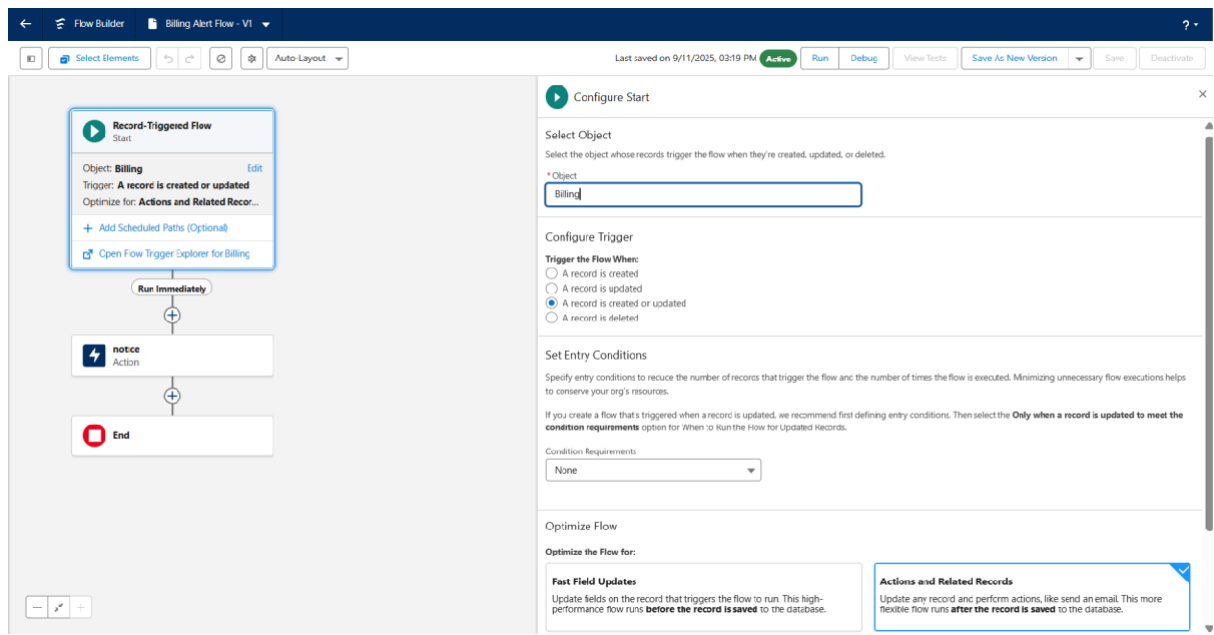 Flow Builder
Billing Alert Flow - V1
?
Select Elements
Auto-Layout
Last saved on 9/11/2025, 03:19 PM
Active
Run
Debug
View Tests
Save As New Version
Save
Deactivate
Record-Triggered Flow
Start
Object: Billing
Edit
Trigger: A record is created or updated
Optimize for: Actions and Related Recor...
+ Add Scheduled Paths (Optional)
Open Flow Trigger Explorer for Billing
Run Immediately
notice
Action
End
Configure Start
Select Object
Select the object whose records trigger the flow when they're created, updated, or deleted.
* Object
Billing
Configure Trigger
Trigger the Flow When:
A record is created
A record is updated
A record is created or updated
A record is deleted
Set Entry Conditions
Specify entry conditions to reduce the number of records that trigger the flow and the number of times the flow is executed. Minimizing unnecessary flow executions helps
to conserve your org's resources.
If you create a flow that's triggered when a record is updated, we recommend first defining entry conditions. Then select the Only when a record is updated to meet the
condition requirements option for When to Run the Flow for Updated Records.
Condition Requirements
None
Optimize Flow
Optimize the Flow for:
Fast Field Updates
Update fields on the record that triggers the flow to run. This high-
performance flow runs before the record is saved to the database.
Actions and Related Records
Update any record and perform actions, like send an email. This more
flexible flow runs after the record is saved to the database.